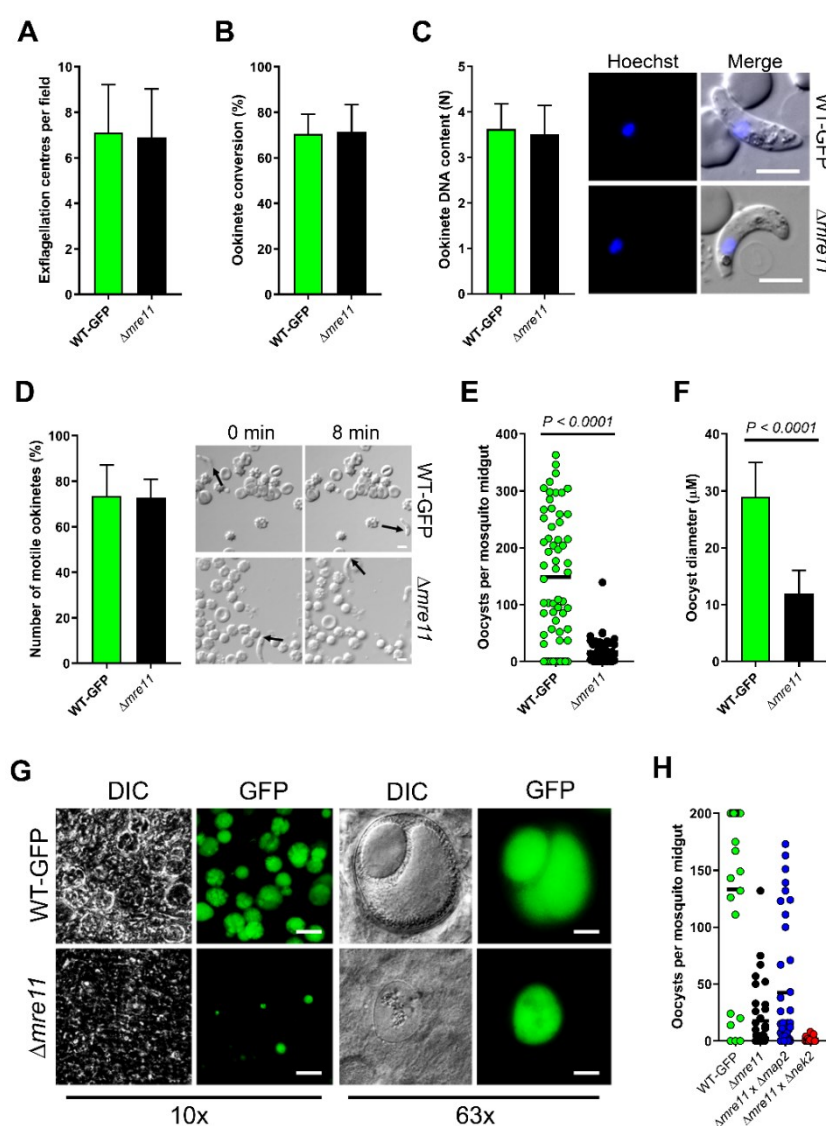 A
Exflagellation centres per field
10
8
6
4
2
0
WT-GFP
Δmre11
B
Ookinete conversion (%)
100
80
60
40
20
0
WT-GFP
Δmre11
C
Ookinete DNA content (N)
5
4
3
2
1
0
WT-GFP
Δmre11
Hoechst Merge
WT-GFP
Δmre11
D
Number of motile ookinetes (%)
100
80
60
40
20
0
WT-GFP
Δmre11
0 min 8 min
WT-GFP
Δmre11
E
P < 0.0001
Oocysts per mosquito midgut
400
300
200
100
0
WT-GFP
Δmre11
F
P < 0.0001
Oocyst diameter (μM)
40
30
20
10
0
WT-GFP
Δmre11
G
DIC GFP DIC GFP
WT-GFP
Δmre11
10x 63x
H
Oocysts per mosquito midgut
200
150
100
50
0
WT-GFP
Δmre11
Δmre11 x Δmap2
Δmre11 x Δnek2